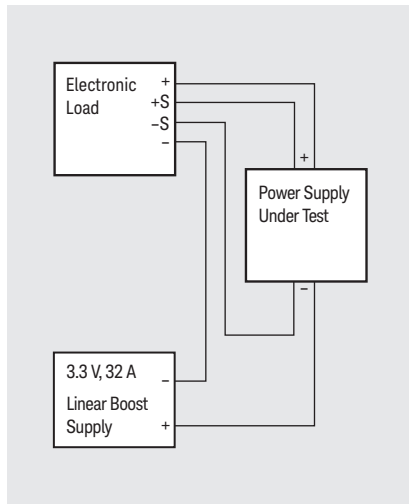 Electronic
Load
+
+S
–S
–
+
Power Supply
Under Test
–
3.3 V, 32 A
–
Linear Boost
Supply
+